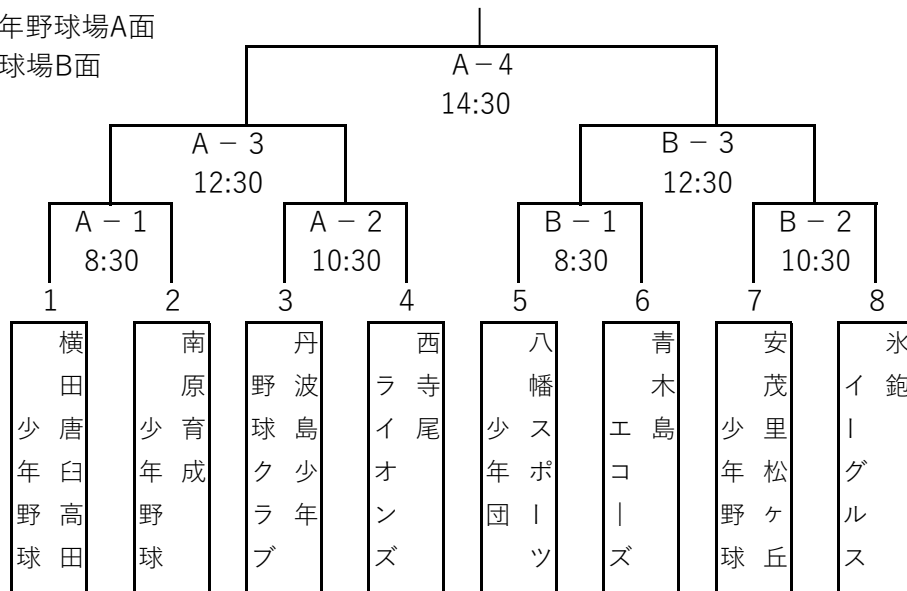 年野球場A面
球場B面
A－4
14:30
A－3
12:30
B－3
12:30
A－1
8:30
A－2
10:30
B－1
8:30
B－2
10:30
1
2
3
4
5
6
7
8
横田唐臼高田
少年野球
南原育成
少年野球
丹波島少年
野球クラブ
西寺尾
ライオンズ
八幡スポーツ
少年団
青木島
エコーズ
安茂里松ヶ丘
少年野球
氷鉋
イーグルス